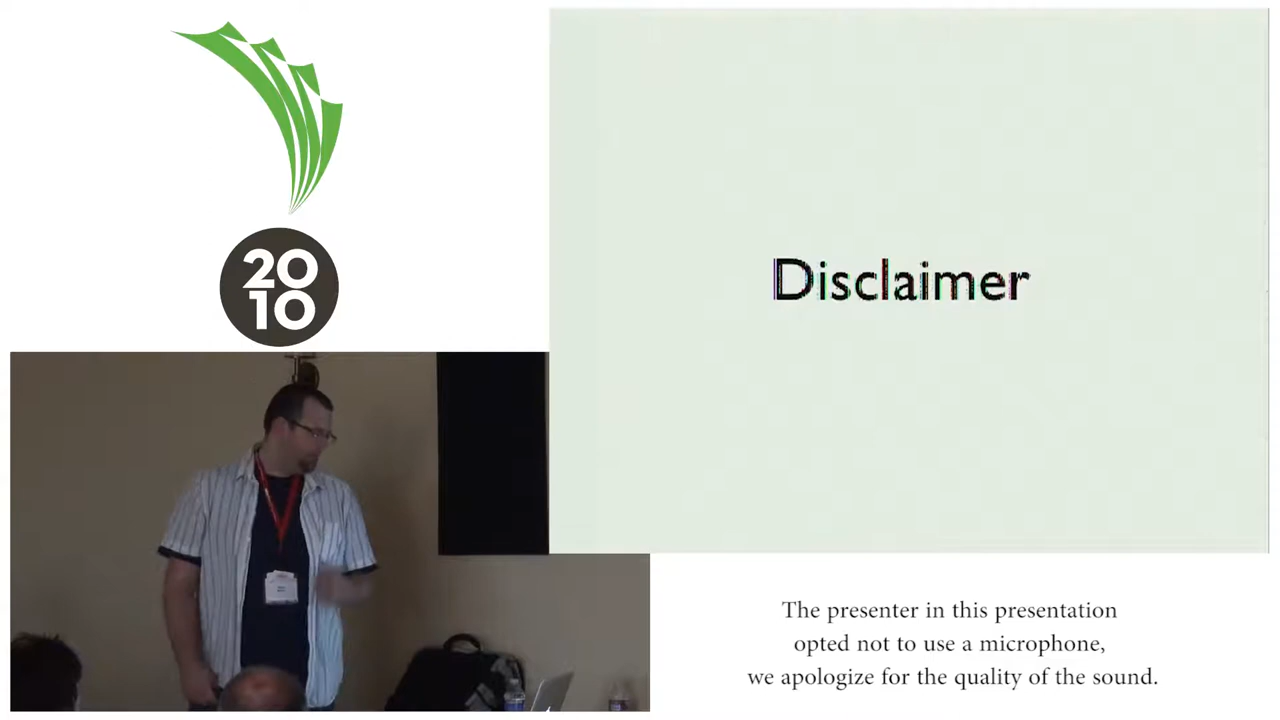 20
10
Disclaimer
The presenter in this presentation
opted not to use a microphone,
we apologize for the quality of the sound.